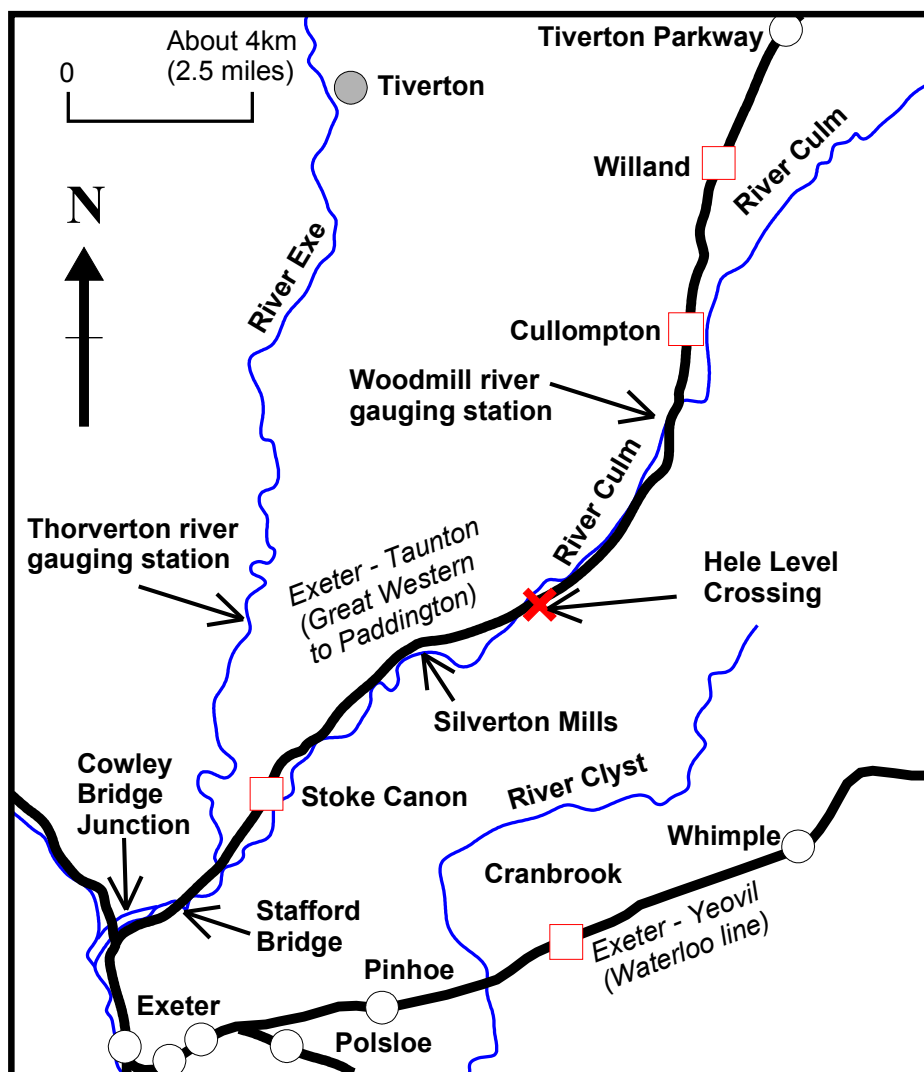 About 4km
(2.5 miles)
0
Tiverton Parkway
Tiverton
Willand
River Culm
N
River Exe
Cullompton
Woodmill river
gauging station
River Culm
Thorverton river
gauging station
Exeter - Taunton
(Great Western
to Paddington)
Hele Level
Crossing
Silverton Mills
Cowley
Bridge
Junction
Stoke Canon
River Clyst
Whimple
Cranbrook
Stafford
Bridge
Exeter - Yeovil
(Waterloo line)
Pinhoe
Exeter
Polsloe